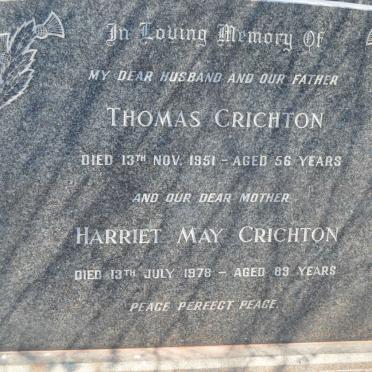 In Loving Memory Of
MY DEAR HUSBAND AND OUR FATHER
THOMAS CRICHTON
DIED 13TH NOV. 1951 - AGED 56 YEARS
AND OUR DEAR MOTHER
HARRIET MAY CRICHTON
DIED 13TH JULY 1978 - AGED 83 YEARS
PEACE PERFECT PEACE.